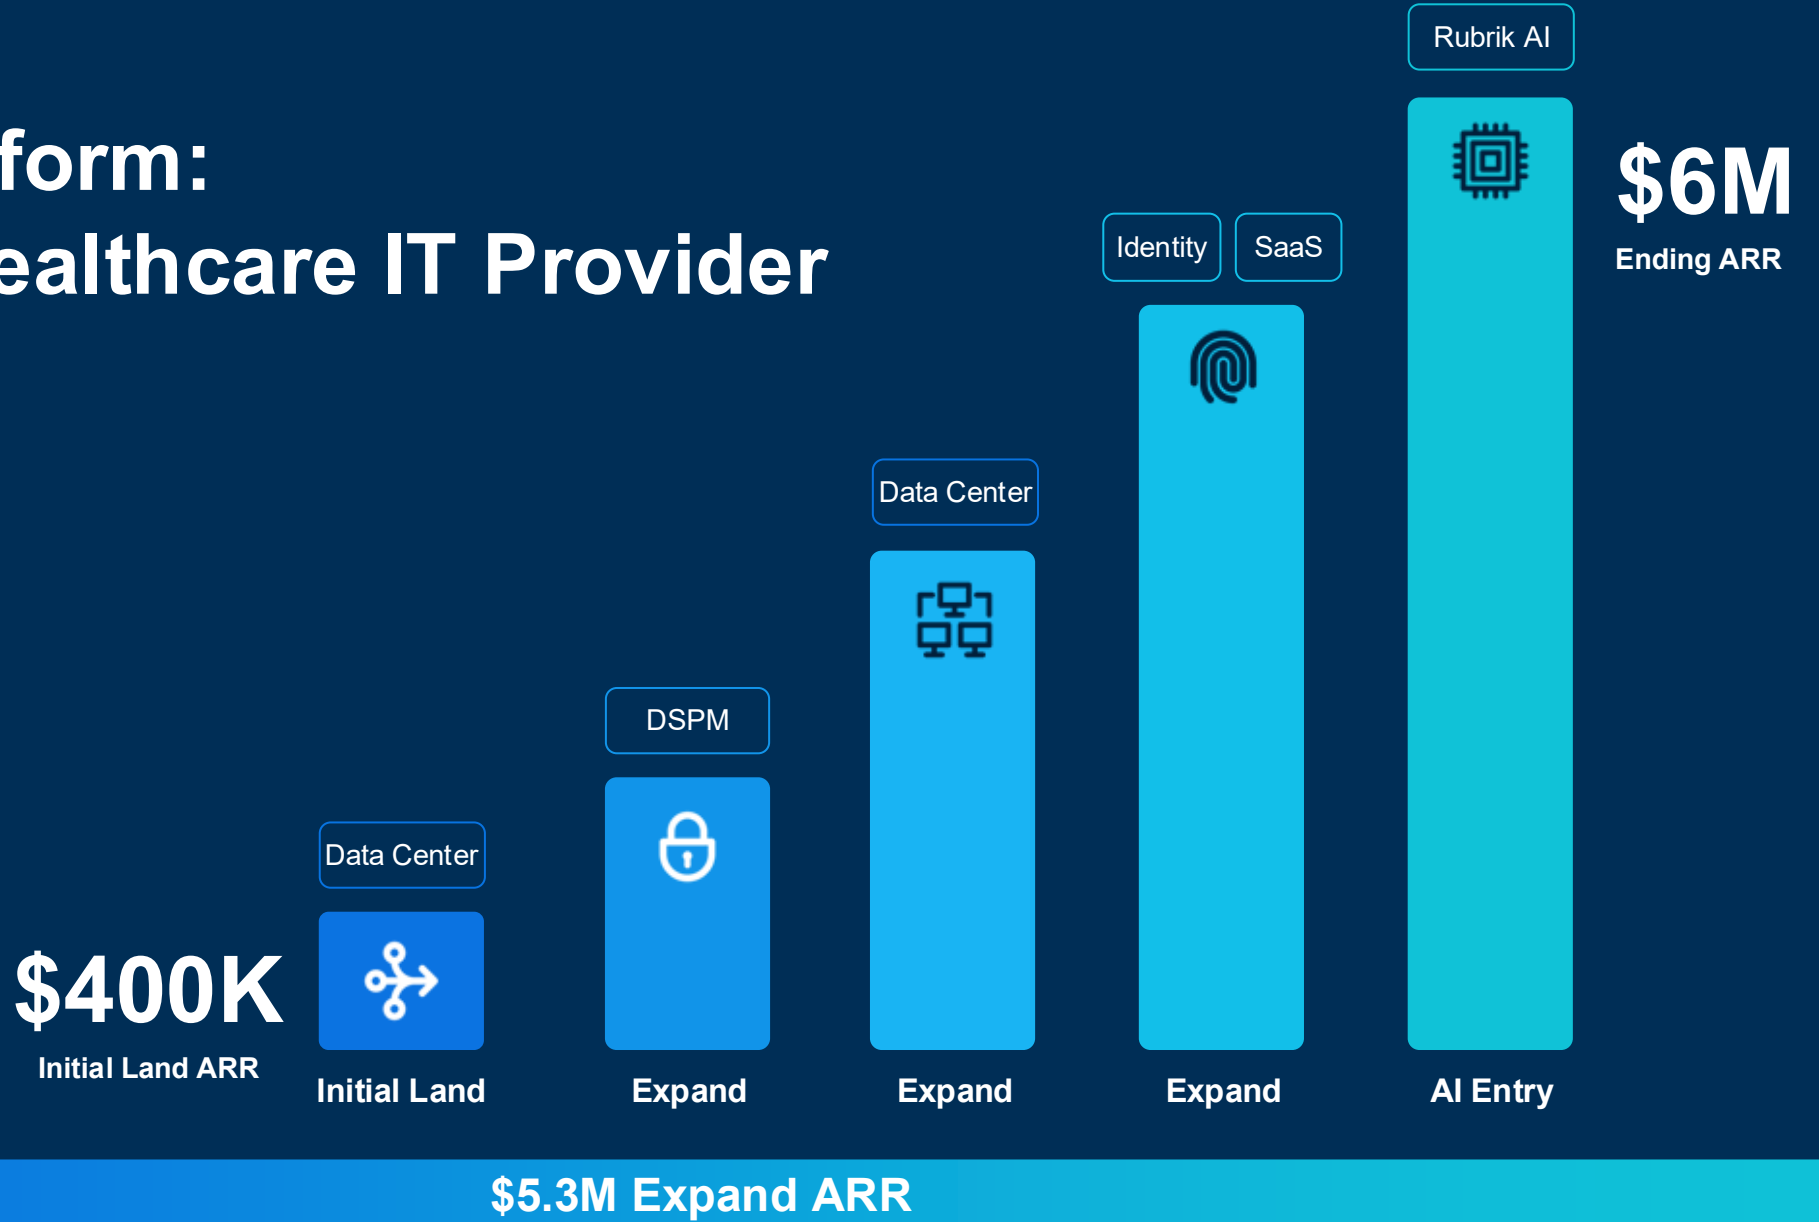 Rubrik AI
form:
ealthcare IT Provider
$6M
Ending ARR
Identity
SaaS
Data Center
DSPM
Data Center
$400K
Initial Land ARR
Initial Land
Expand
Expand
Expand
AI Entry
$5.3M Expand ARR